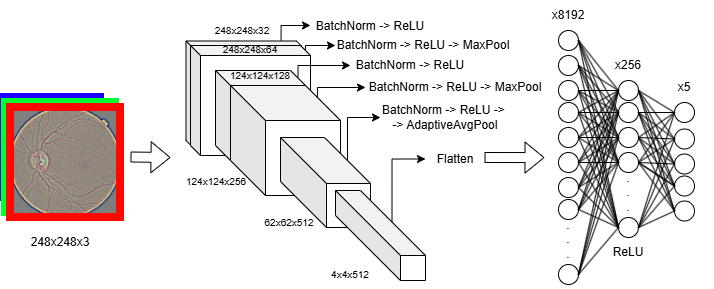 248x248x3
248x248x32
248x248x64
124x124x128
124x124x256
62x62x512
4x4x512
BatchNorm -> ReLU
BatchNorm -> ReLU -> MaxPool
BatchNorm -> ReLU
BatchNorm -> ReLU -> MaxPool
BatchNorm -> ReLU ->
-> AdaptiveAvgPool
Flatten
x8192
x256
x5
ReLU